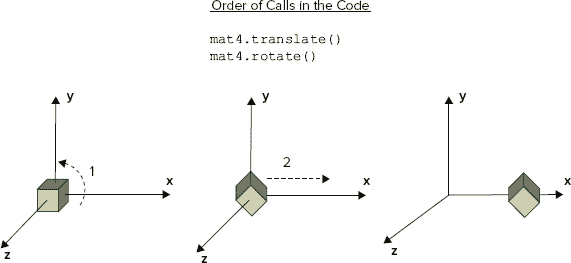 Order of Calls in the Code
mat4.translate()
mat4.rotate()
y
1
x
z
y
2
x
z
y
x
z